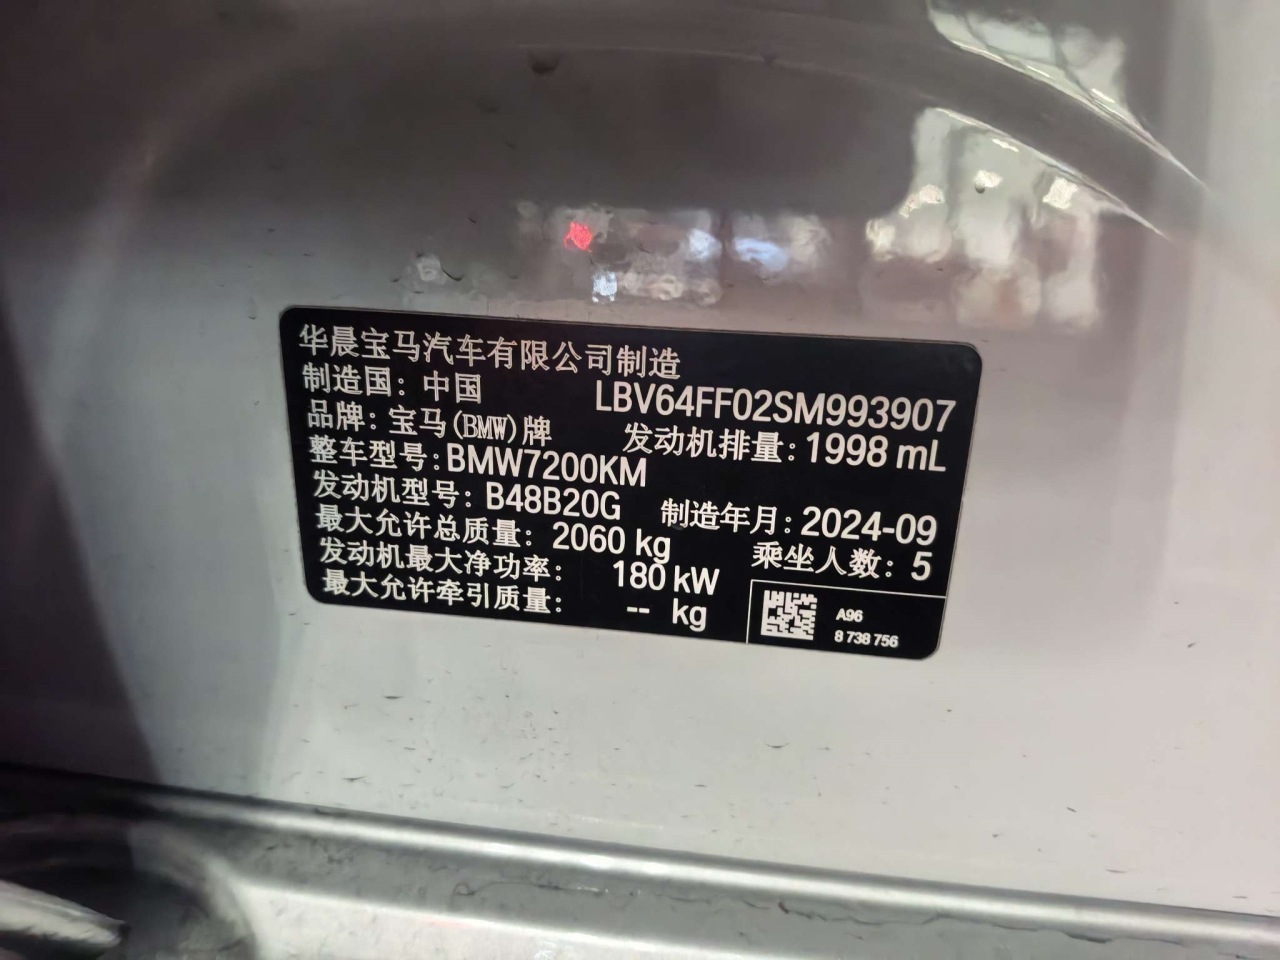 华晨宝马汽车有限公司制造
制造国：中国
LBV64FF02SM993907
品牌：宝马(BMW)牌
发动机排量：1998 mL
整车型号：BMW7200KM
发动机型号：B48B20G
制造年月：2024-09
最大允许总质量：2060 kg
乘坐人数：5
发动机最大净功率：180 kW
最大允许牵引质量：-- kg
A96
8 738 756